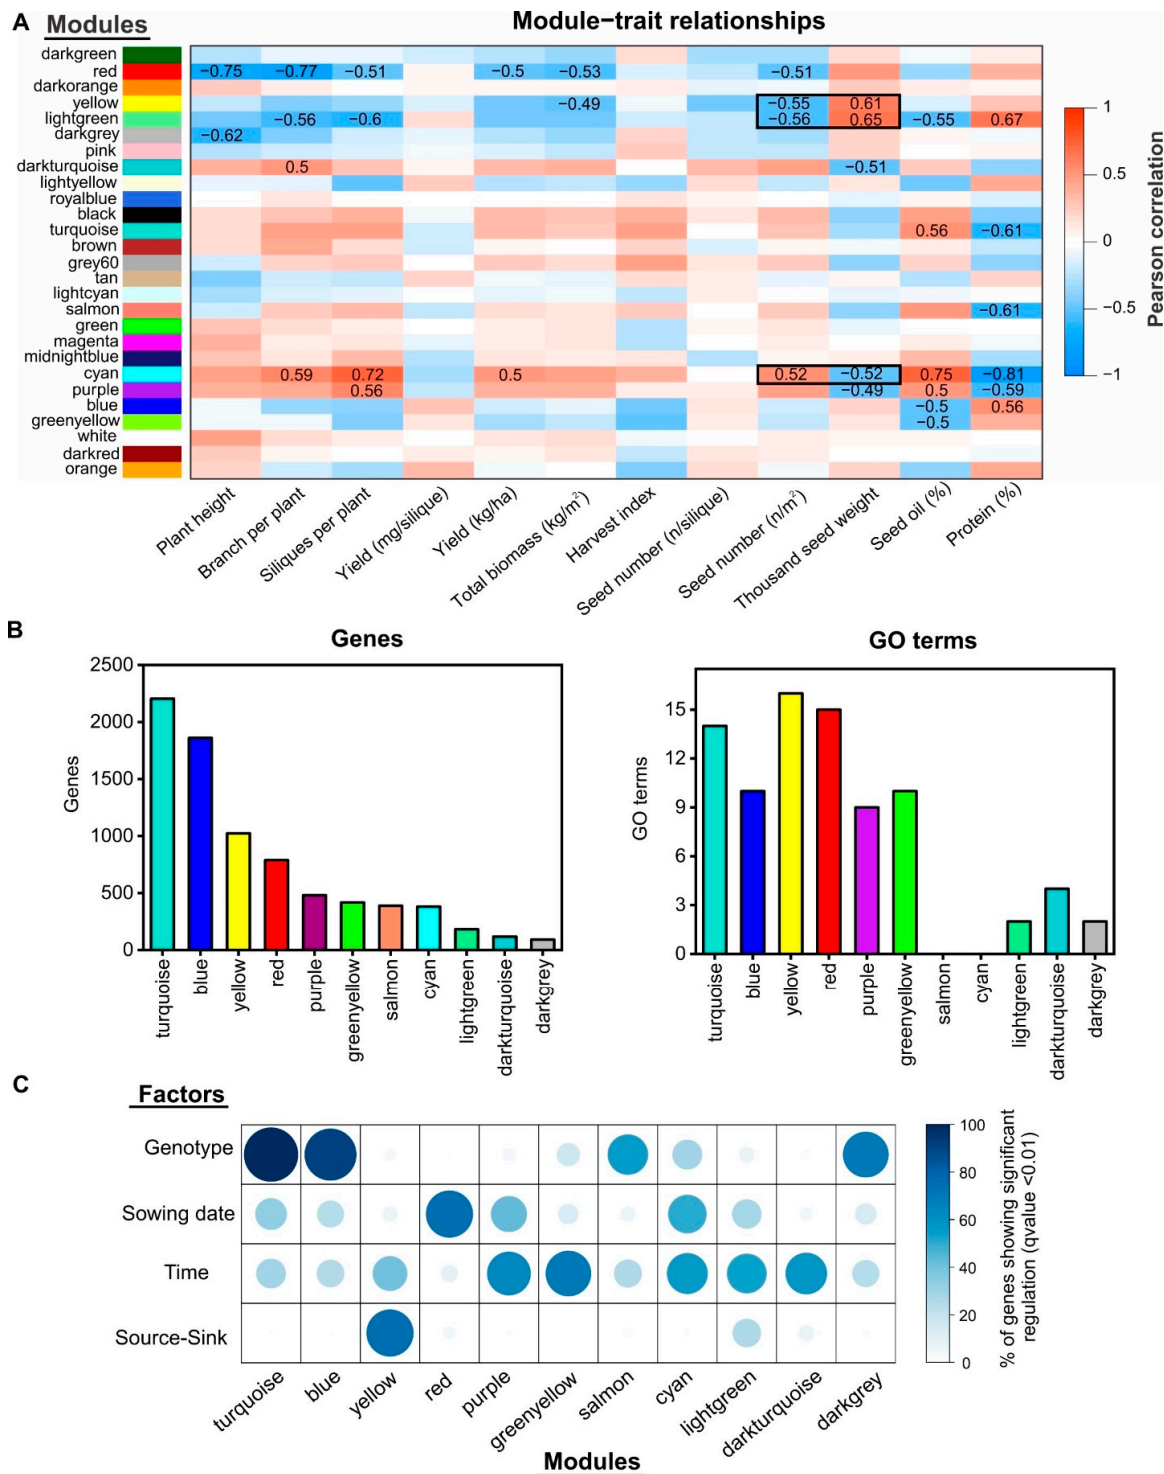 A
Modules
Module−trait relationships
darkgreen
red −0.75 −0.77 −0.51 −0.5 −0.53 −0.51
darkorange
yellow −0.49 −0.55 0.61
lightgreen −0.56 −0.6 −0.56 0.65 −0.55 0.67
darkgrey −0.62
pink
darkturquoise 0.5 −0.51
lightyellow
royalblue
black
turquoise 0.56 −0.61
brown
grey60
tan
lightcyan
salmon −0.61
green
magenta
midnightblue
cyan 0.59 0.72 0.5 0.52 −0.52 0.75 −0.81
purple 0.56 −0.49 0.5 −0.59
blue −0.5 0.56
greenyellow −0.5
white
darkred
orange
1
0.5
0
−0.5
−1
Pearson correlation
Plant height
Branch per plant
Siliques per plant
Yield (mg/silique)
Yield (kg/ha)
Total biomass (kg/m²)
Harvest index
Seed number (n/silique)
Seed number (n/m²)
Thousand seed weight
Seed oil (%)
Protein (%)
B
Genes
2500
2000
1500
1000
500
0
Genes
turquoise
blue
yellow
red
purple
greenyellow
salmon
cyan
lightgreen
darkturquoise
darkgrey
GO terms
15
12
9
6
3
0
GO terms
turquoise
blue
yellow
red
purple
greenyellow
salmon
cyan
lightgreen
darkturquoise
darkgrey
C
Factors
Genotype
Sowing date
Time
Source-Sink
100
80
60
40
20
0
% of genes showing significant
regulation (qvalue <0.01)
turquoise
blue
yellow
red
purple
greenyellow
salmon
cyan
lightgreen
darkturquoise
darkgrey
Modules